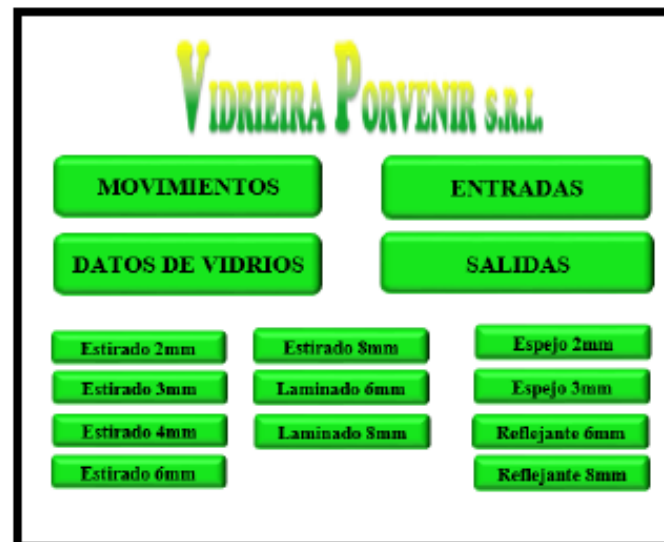 VIDRIEIRA PORVENIR S.R.L.
MOVIMIENTOS
ENTRADAS
DATOS DE VIDRIOS
SALIDAS
Estirado 2mm
Estirado 3mm
Estirado 4mm
Estirado 6mm
Estirado 8mm
Laminado 6mm
Laminado 8mm
Espejo 2mm
Espejo 3mm
Reflejante 6mm
Reflejante 8mm